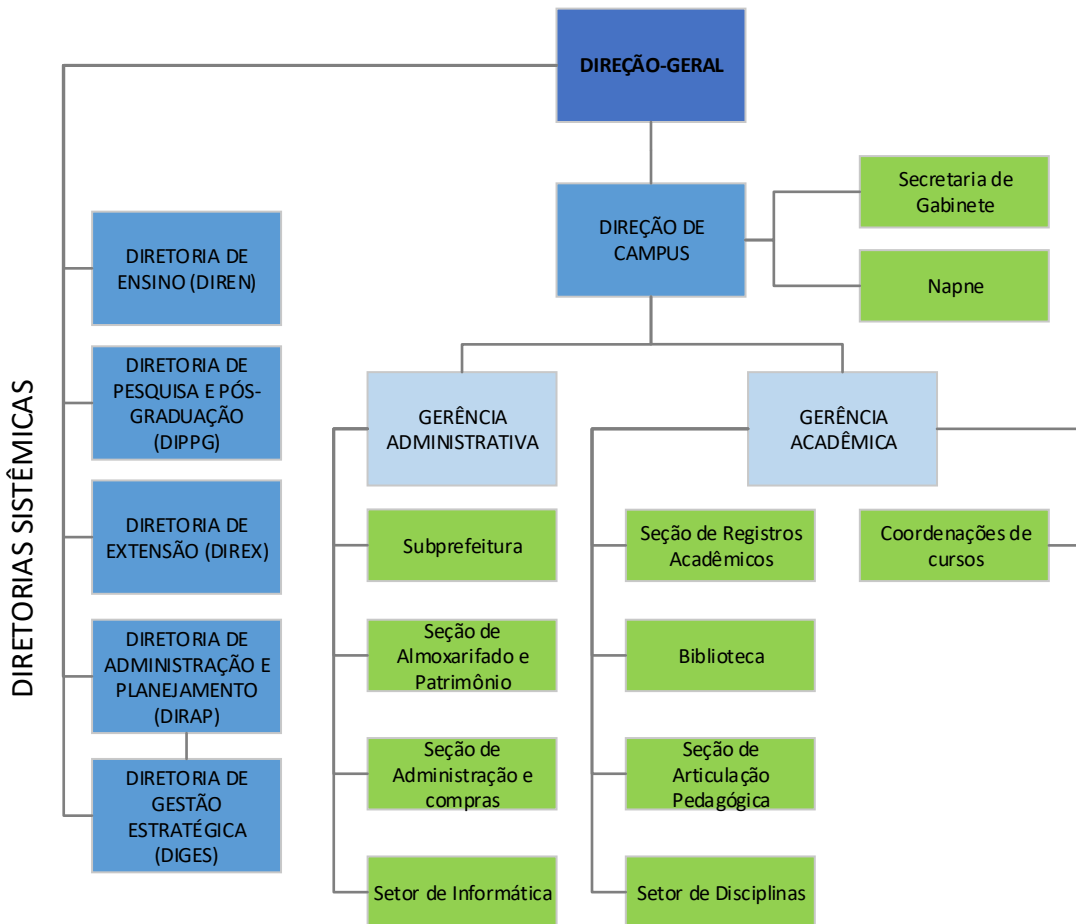 DIREÇÃO-GERAL
DIREÇÃO DE
CAMPUS
Secretaria de
Gabinete
Napne
DIRETORIAS SISTÊMICAS
DIRETORIA DE
ENSINO (DIREN)
DIRETORIA DE
PESQUISA E PÓS-
GRADUAÇÃO
(DIPPG)
DIRETORIA DE
EXTENSÃO (DIREX)
DIRETORIA DE
ADMINISTRAÇÃO E
PLANEJAMENTO
(DIRAP)
DIRETORIA DE
GESTÃO
ESTRATÉGICA
(DIGES)
GERÊNCIA
ADMINISTRATIVA
Subprefeitura
Seção de
Almoxarifado e
Patrimônio
Seção de
Administração e
compras
Setor de Informática
GERÊNCIA
ACADÊMICA
Seção de Registros
Acadêmicos
Biblioteca
Seção de
Articulação
Pedagógica
Setor de Disciplinas
Coordenações de
cursos